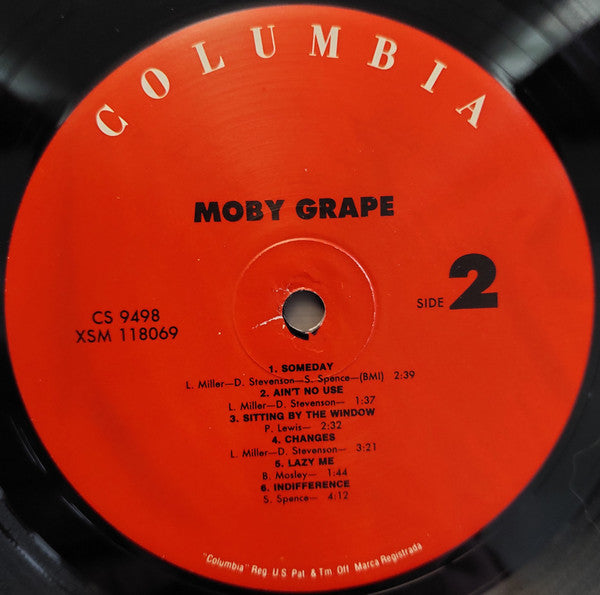 COLUMBIA
MOBY GRAPE
CS 9498
XSM 118069
SIDE 2
1. SOMEDAY
L. Miller—D. Stevenson—S. Spence—(BMI) 2:39
2. AIN'T NO USE
L. Miller—D. Stevenson— 1:37
3. SITTING BY THE WINDOW
P. Lewis— 2:32
4. CHANGES
L. Miller—D. Stevenson— 3:21
5. LAZY ME
B. Mosley— 1:44
6. INDIFFERENCE
S. Spence— 4:12
"Columbia" Reg. U.S. Pat. & Tm. Off. Marca Registrada